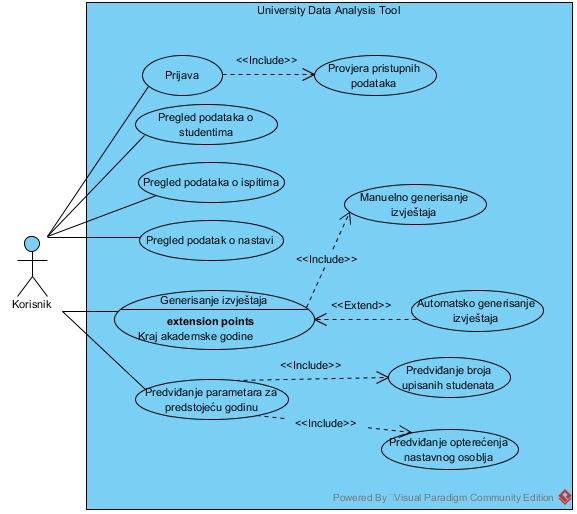 University Data Analysis Tool
Prijava
<<Include>>
Provjera pristupnih
podataka
Pregled podataka o
studentima
Pregled podataka o ispitima
Manuelno generisanje
izvještaja
Pregled podatak o nastavi
<<Include>>
Korisnik
Generisanje izvještaja
extension points
Kraj akademske godine
<<Extend>>
Automatsko generisanje
izvještaja
<<Include>>
Predviđanje broja
upisanih studenata
Predviđanje parametara za
predstojeću godinu
<<Include>>
Predviđanje opterećenja
nastavnog osoblja
Powered By Visual Paradigm Community Edition